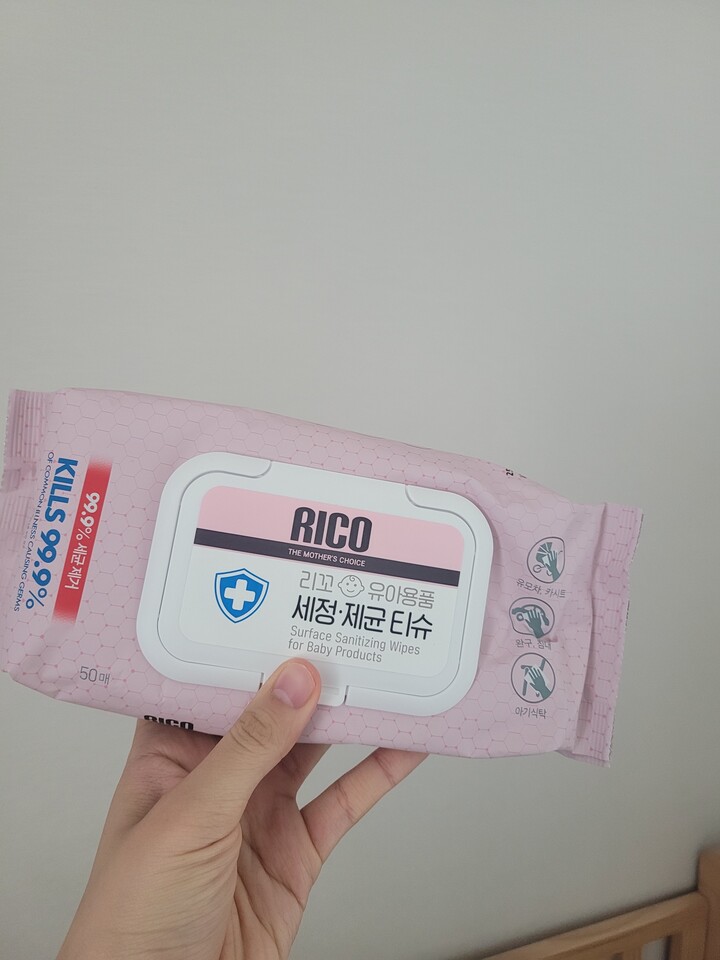 99.9% 세균제거
KILLS 99.9%
OF COMMON ILLNESS CAUSING GERMS
50매
RICO
THE MOTHER'S CHOICE
리꼬 유아용품
세정·제균 티슈
Surface Sanitizing Wipes
for Baby Products
유모차, 카시트
완구, 침대
아기식탁
RICO